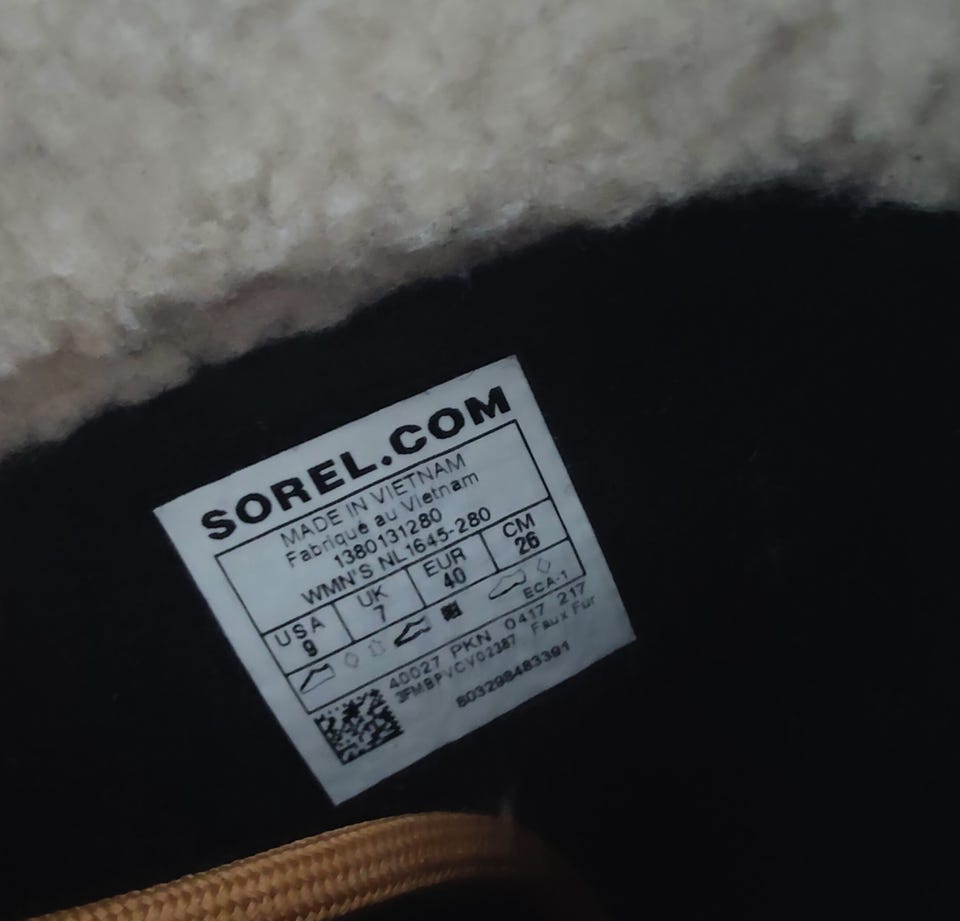 SOREL.COM
MADE IN VIETNAM
Fabriqué au Vietnam
1380131280
WMN'S NL1645-280
USA UK EUR CM
9 7 40 26
ECA-1
40027 PKN 0417 217
3FMBPVCV02387 Faux Fur
803298483391